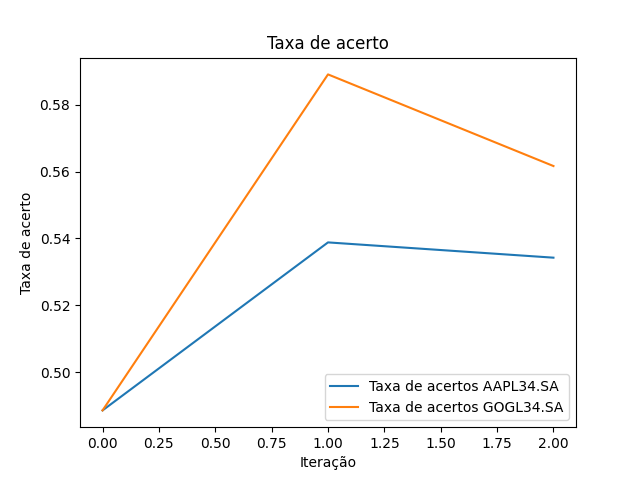 Taxa de acerto
Taxa de acerto
0.58
0.56
0.54
0.52
0.50
0.00 0.25 0.50 0.75 1.00 1.25 1.50 1.75 2.00
Iteração
Taxa de acertos AAPL34.SA
Taxa de acertos GOGL34.SA